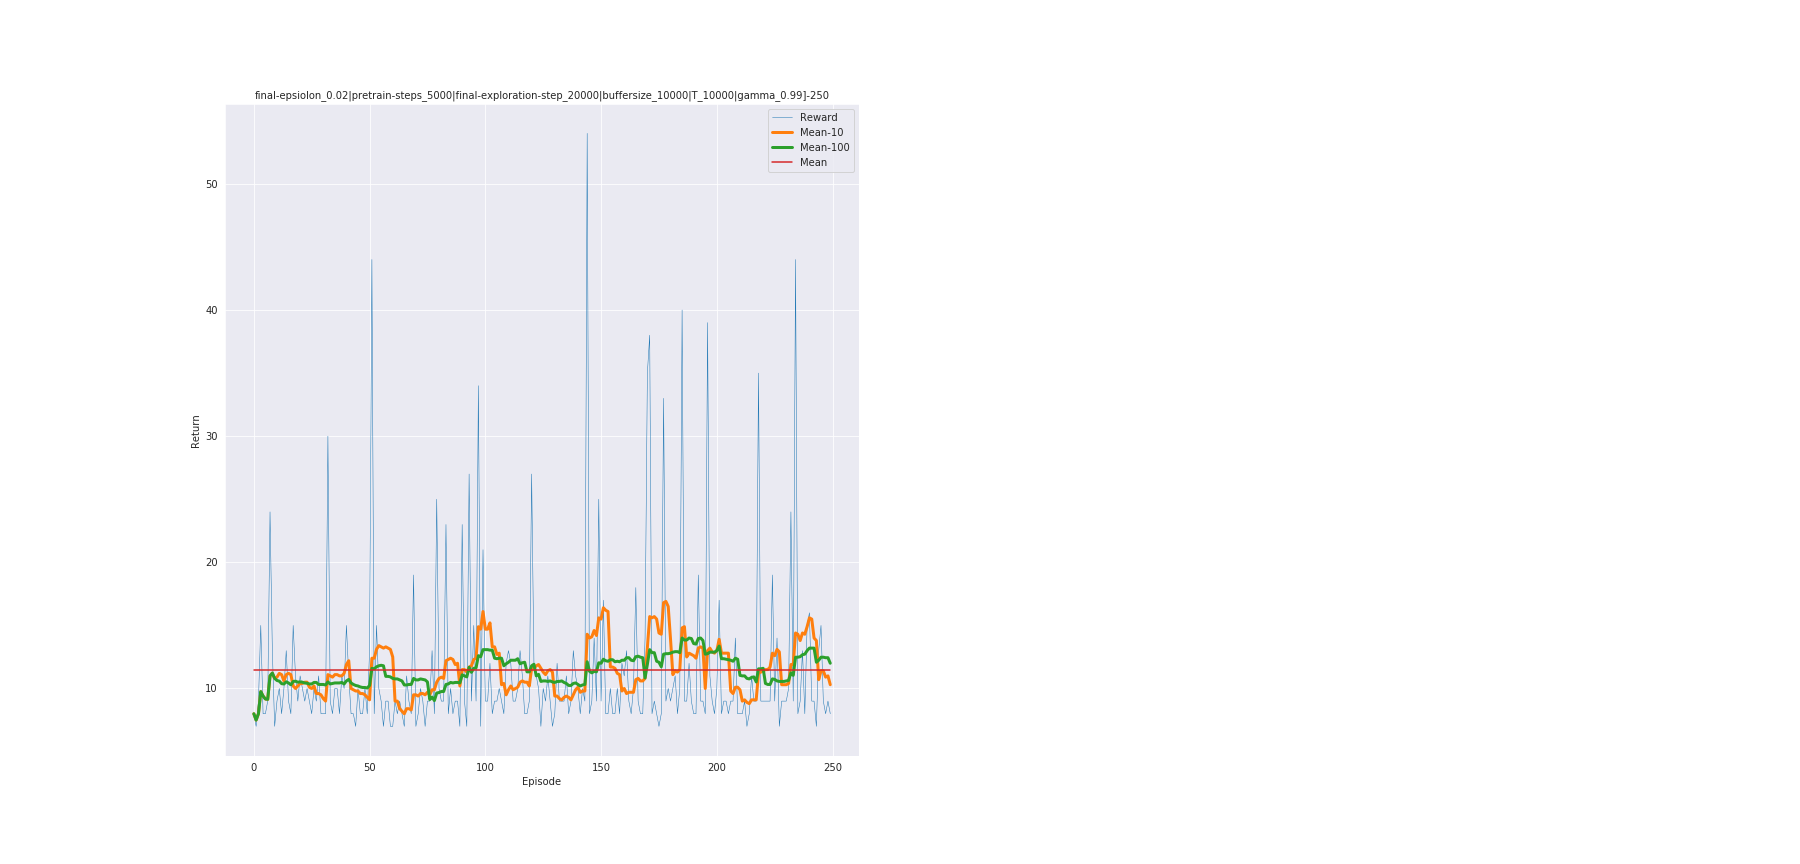 final-epsiolon_0.02|pretrain-steps_5000|final-exploration-step_20000|buffersize_10000|T_10000|gamma_0.99]-250
Reward
Mean-10
Mean-100
Mean
50
40
30
20
10
Return
0 50 100 150 200 250
Episode